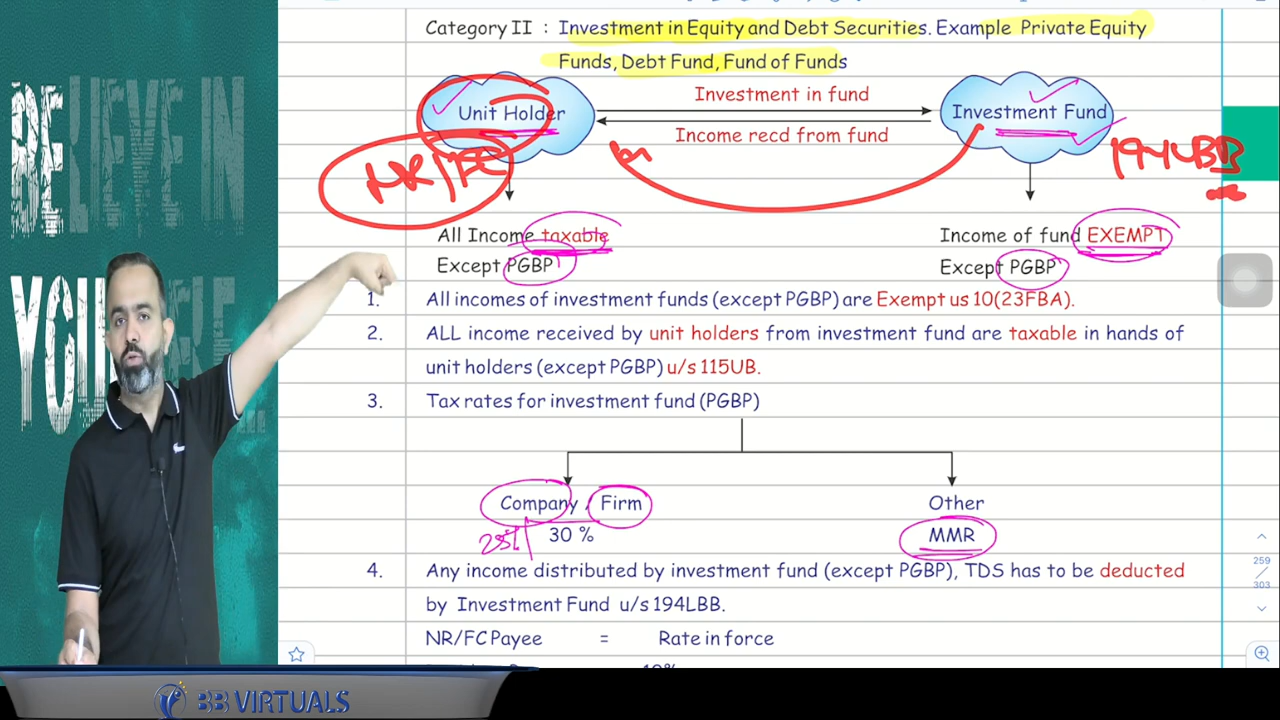 BELIEVE IN
YOURSELF
Category II : Investment in Equity and Debt Securities. Example Private Equity
Funds, Debt Fund, Fund of Funds
Unit Holder
Investment in fund
Income recd from fund
Investment Fund
NR/FC
194LBB
All Income taxable
Except PGBP
Income of fund EXEMPT
Except PGBP
1. All incomes of investment funds (except PGBP) are Exempt us 10(23FBA).
2. ALL income received by unit holders from investment fund are taxable in hands of
unit holders (except PGBP) u/s 115UB.
3. Tax rates for investment fund (PGBP)
Company / Firm
Other
25%
30 %
MMR
4. Any income distributed by investment fund (except PGBP), TDS has to be deducted
by Investment Fund u/s 194LBB.
NR/FC Payee = Rate in force
10%
259
/
303
BB VIRTUALS